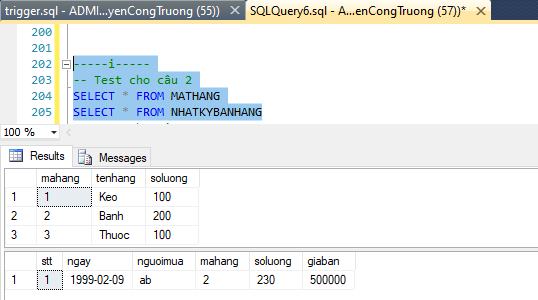 trigger.sql - ADMI...yenCongTruong (55))
SQLQuery6.sql - A...enCongTruong (57))*
200
201
202 -----i-----
203 -- Test cho câu 2
204 SELECT * FROM MATHANG
205 SELECT * FROM NHATKYBANHANG
100 %
Results Messages
mahang tenhang soluong
1 1 Keo 100
2 2 Banh 200
3 3 Thuoc 100
stt ngay nguoimua mahang soluong giaban
1 1 1999-02-09 ab 2 230 500000